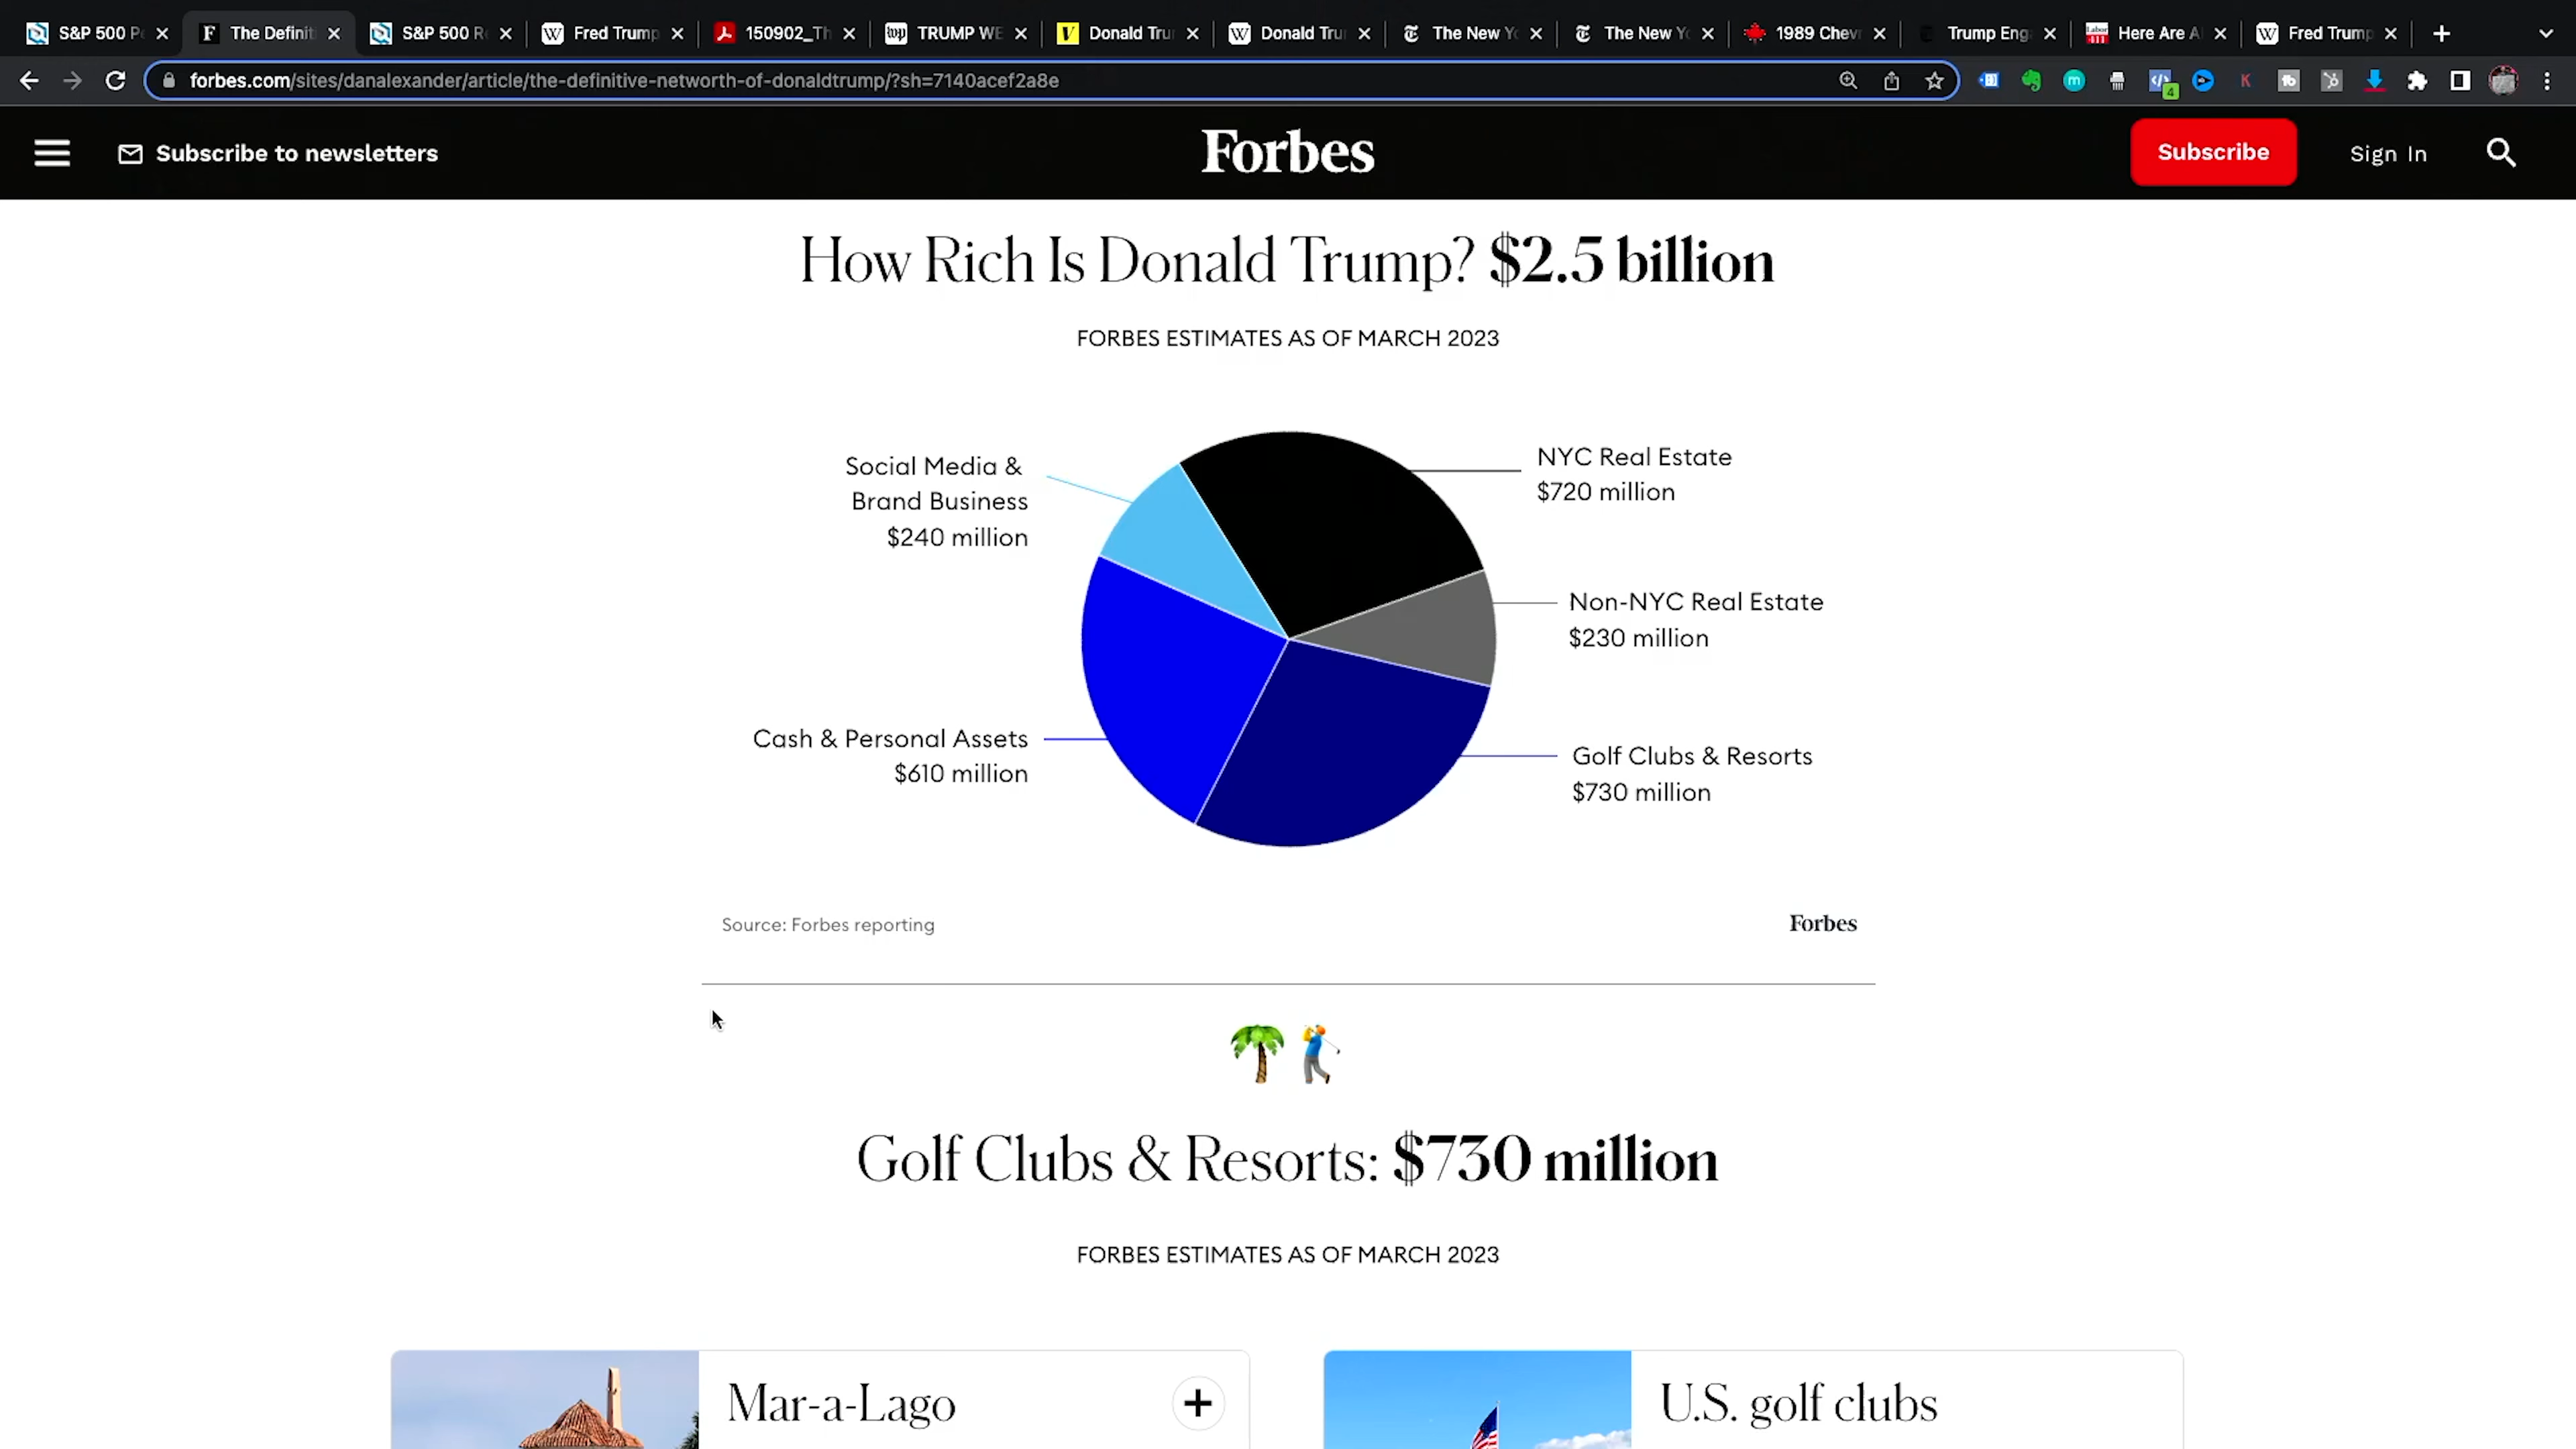 S&P 500 P
The Definit
S&P 500 R
Fred Trump
150902_Th
TRUMP WE
Donald Tru
Donald Tru
The New Yo
The New Yo
1989 Chev
Trump Eng
Here Are A
Fred Trump
forbes.com/sites/danalexander/article/the-definitive-networth-of-donaldtrump/?sh=7140acef2a8e
4
Subscribe to newsletters
Forbes
Subscribe
Sign In
How Rich Is Donald Trump? $2.5 billion
FORBES ESTIMATES AS OF MARCH 2023
Social Media &
Brand Business
$240 million
NYC Real Estate
$720 million
Non-NYC Real Estate
$230 million
Cash & Personal Assets
$610 million
Golf Clubs & Resorts
$730 million
Source: Forbes reporting
Forbes
Golf Clubs & Resorts: $730 million
FORBES ESTIMATES AS OF MARCH 2023
Mar-a-Lago
U.S. golf clubs